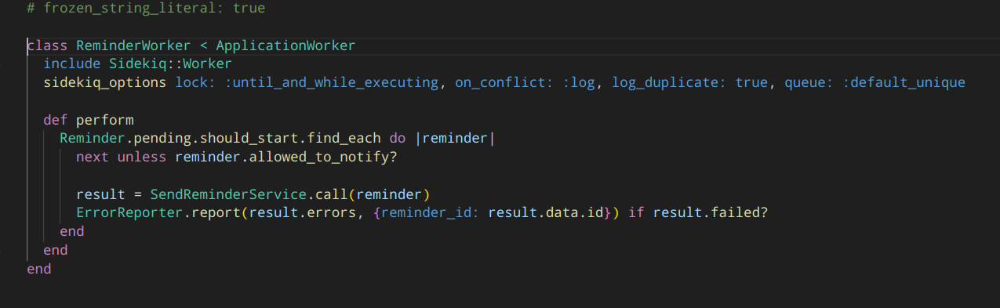 # frozen_string_literal: true
class ReminderWorker < ApplicationWorker
include Sidekiq::Worker
sidekiq_options lock: :until_and_while_executing, on_conflict: :log, log_duplicate: true, queue: :default_unique
def perform
Reminder.pending.should_start.find_each do |reminder|
next unless reminder.allowed_to_notify?
result = SendReminderService.call(reminder)
ErrorReporter.report(result.errors, {reminder_id: result.data.id}) if result.failed?
end
end
end